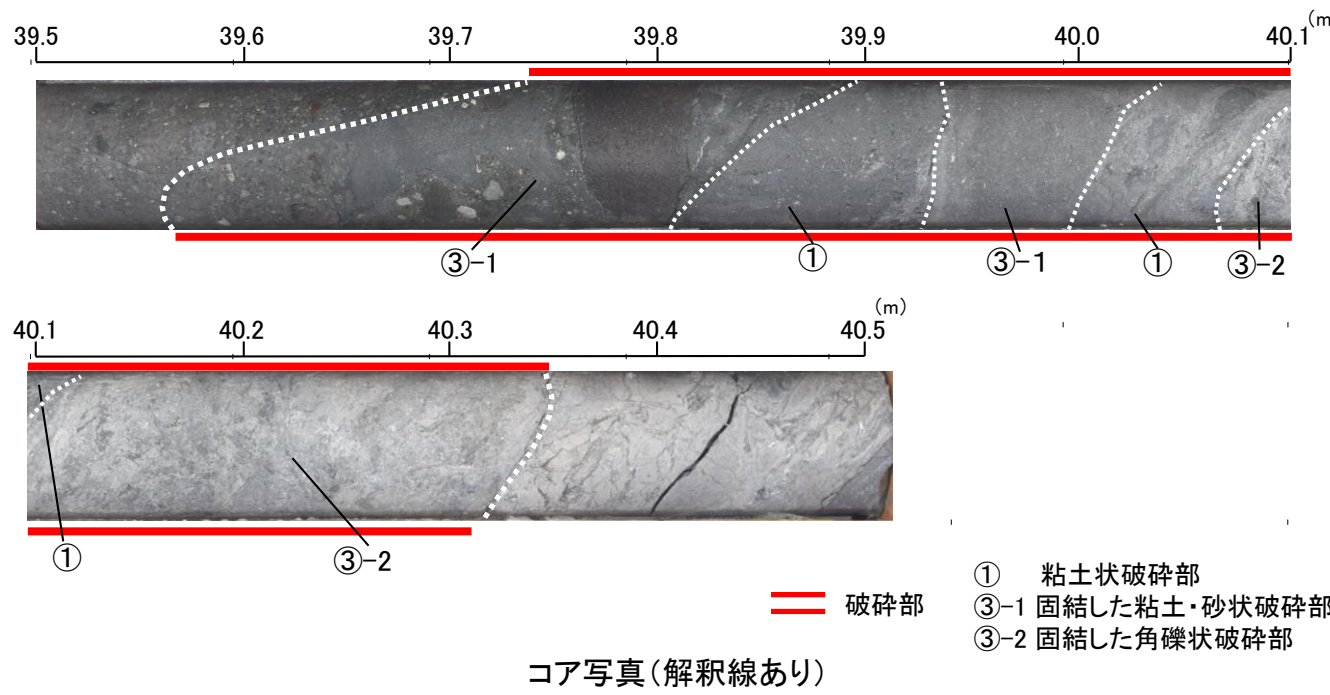 (m
39.5 39.6 39.7 39.8 39.9 40.0 40.1
③-1 ① ③-1 ① ③-2
(m)
40.1 40.2 40.3 40.4 40.5
① ③-2
破砕部
① 粘土状破砕部
③-1 固結した粘土・砂状破砕部
③-2 固結した角礫状破砕部
コア写真(解釈線あり)